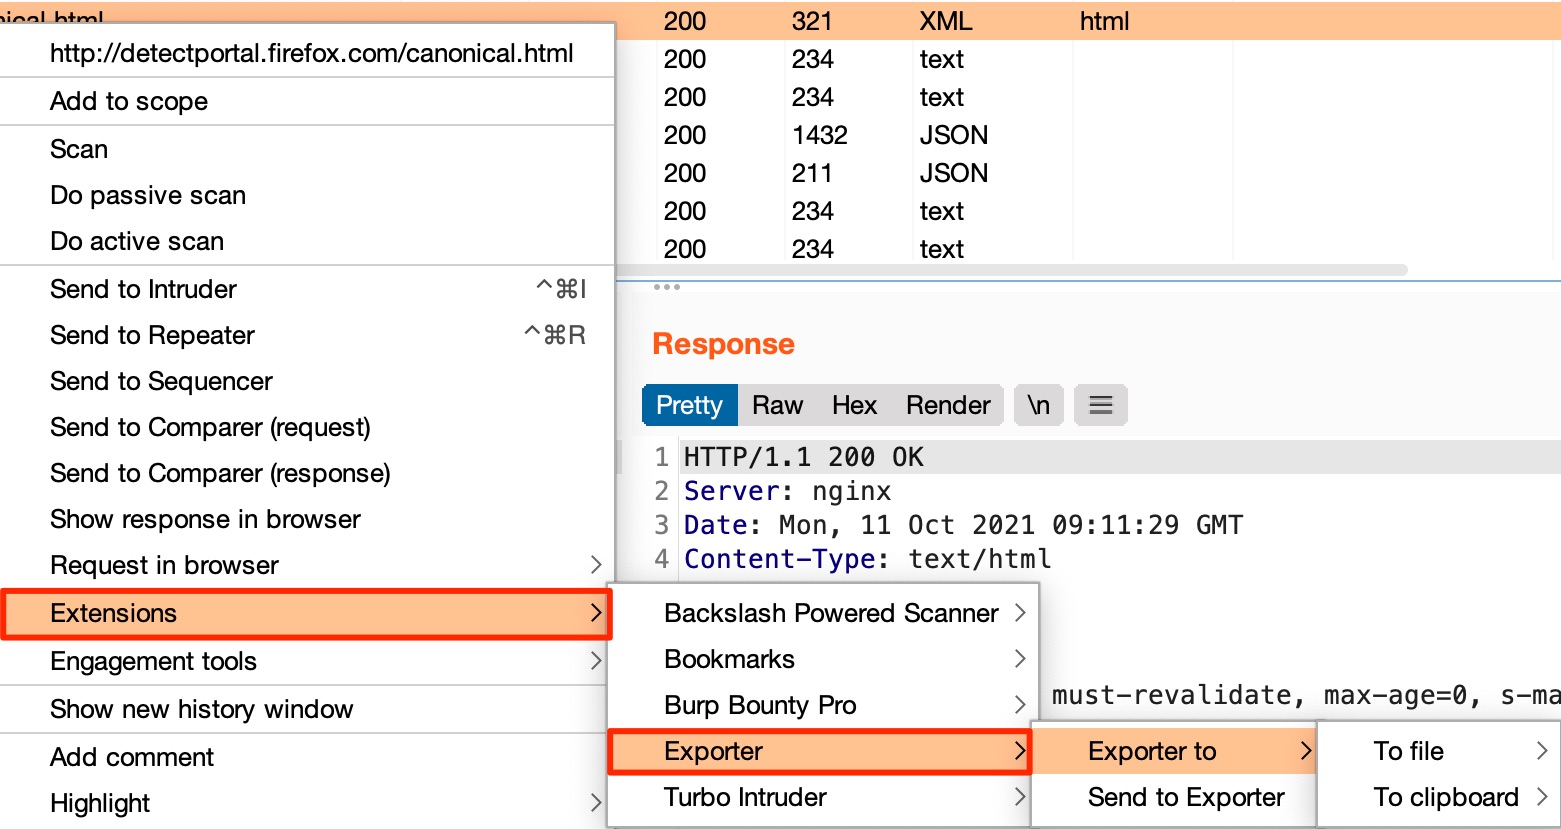 200 321 XML html
http://detectportal.firefox.com/canonical.html
200 234 text
Add to scope
200 234 text
Scan
200 1432 JSON
Do passive scan
200 211 JSON
200 234 text
Do active scan
200 234 text
Send to Intruder ^⌘I
Send to Repeater ^⌘R
Send to Sequencer
Send to Comparer (request)
Send to Comparer (response)
Show response in browser
Request in browser
Extensions
Engagement tools
Show new history window
Add comment
Highlight
Response
Pretty Raw Hex Render \n
1 HTTP/1.1 200 OK
2 Server: nginx
3 Date: Mon, 11 Oct 2021 09:11:29 GMT
4 Content-Type: text/html
must-revalidate, max-age=0, s-ma
Backslash Powered Scanner
Bookmarks
Burp Bounty Pro
Exporter
Turbo Intruder
Exporter to
Send to Exporter
To file
To clipboard